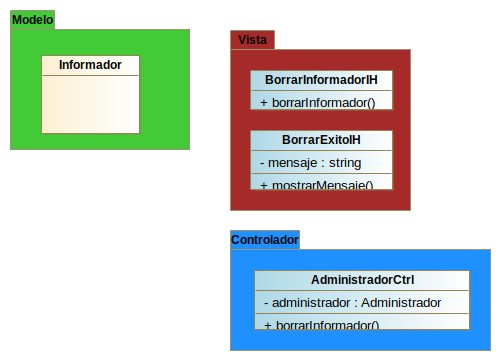 Modelo
Informador
Vista
BorrarInformadorIH
+ borrarInformador()
BorrarExitoIH
- mensaje : string
+ mostrarMensaje()
Controlador
AdministradorCtrl
- administrador : Administrador
+ borrarInformador()